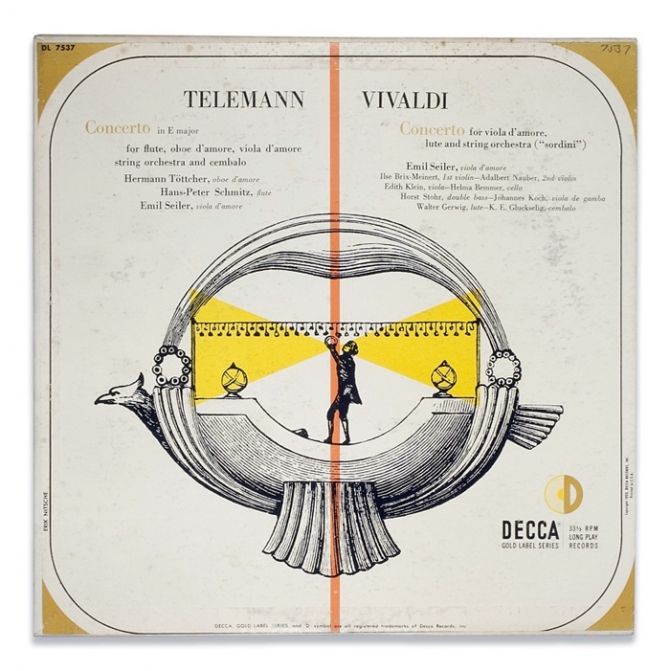 DL 7537
7537
TELEMANN
VIVALDI
Concerto in E major
for flute, oboe d'amore, viola d'amore
string orchestra and cembalo
Hermann Töttcher, oboe d'amore
Hans-Peter Schmitz, flute
Emil Seiler, viola d'amore
Concerto for viola d'amore,
lute and string orchestra ("sordini")
Emil Seiler, viola d'amore
Ilse Brix-Meinert, 1st violin—Adalbert Nauber, 2nd violin
Edith Klein, viola—Helma Bemmer, cello
Horst Stohr, double bass—Johannes Koch, viola de gamba
Walter Gerwig, lute—K. E. Gluckselig, cembalo
ERIK NITSCHE
D
DECCA
GOLD LABEL SERIES
33⅓ RPM
LONG PLAY
RECORDS
DECCA, GOLD LABEL SERIES, and D symbol are all registered trademarks of Decca Records, Inc